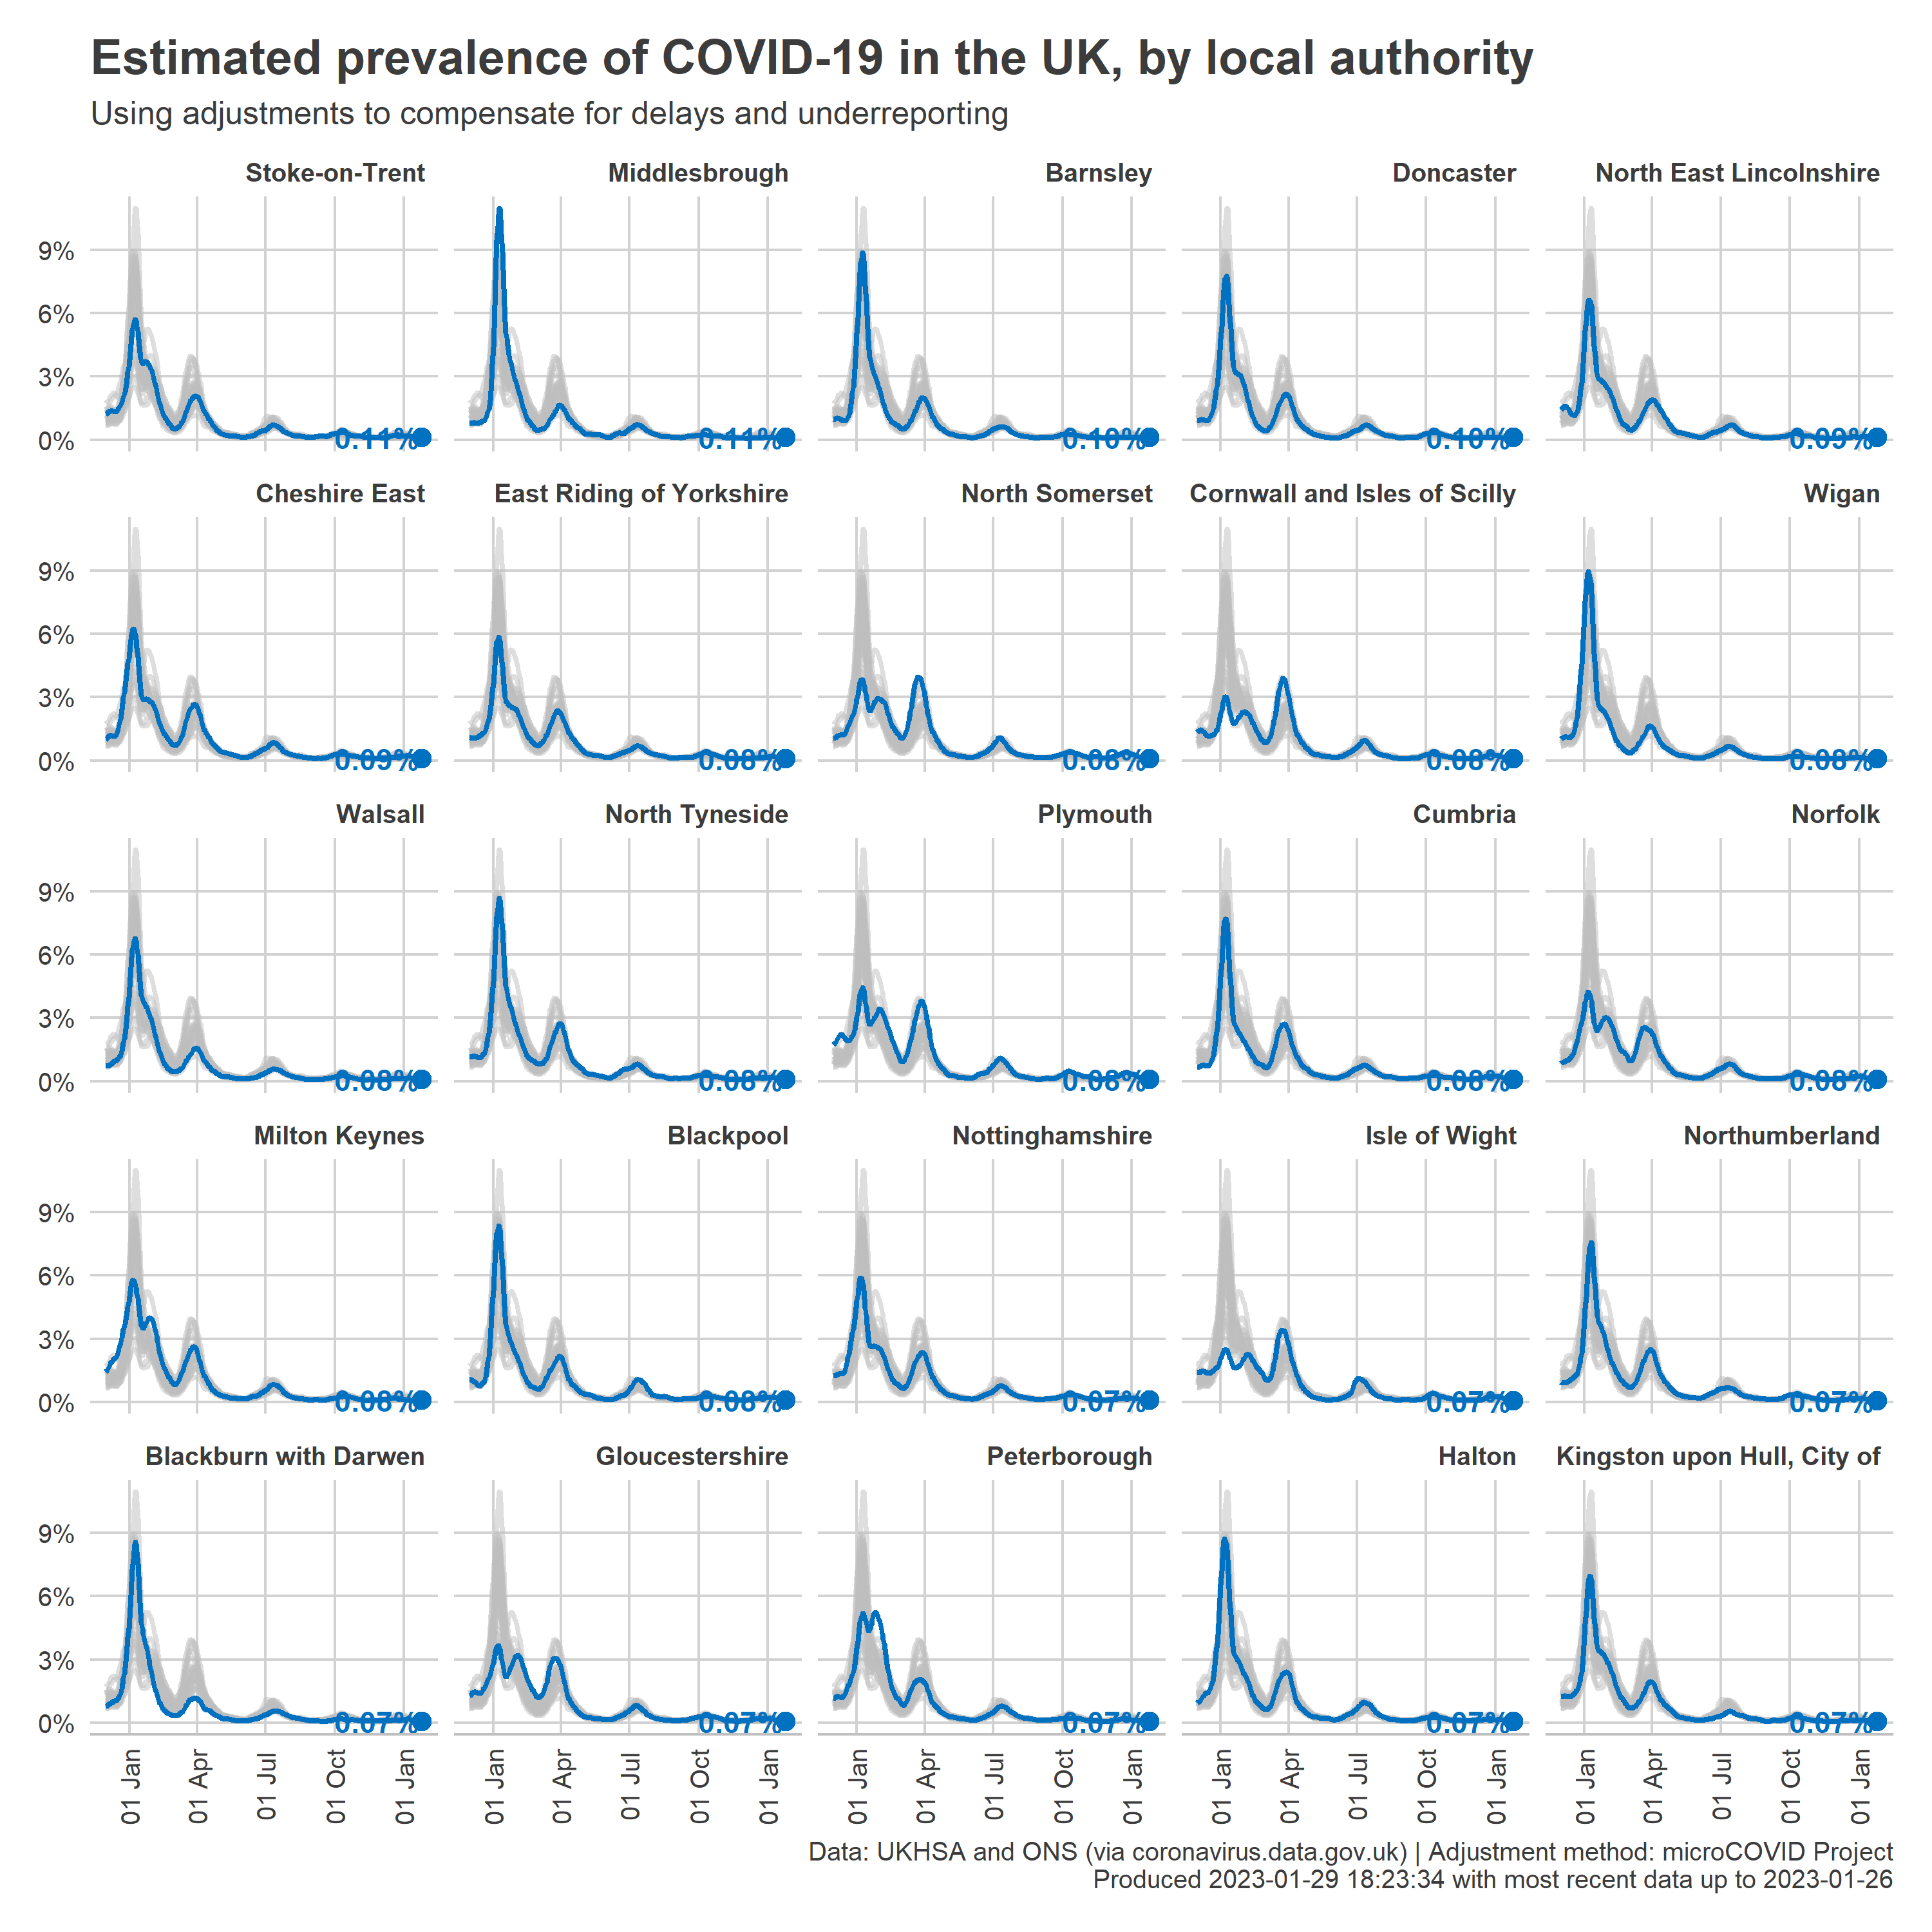 Estimated prevalence of COVID-19 in the UK, by local authority
Using adjustments to compensate for delays and underreporting
Stoke-on-Trent Middlesbrough Barnsley Doncaster North East Lincolnshire
9%
6%
3%
0%
0.11% 0.11% 0.10% 0.10% 0.09%
Cheshire East East Riding of Yorkshire North Somerset Cornwall and Isles of Scilly Wigan
9%
6%
3%
0%
0.09% 0.08% 0.08% 0.08% 0.08%
Walsall North Tyneside Plymouth Cumbria Norfolk
9%
6%
3%
0%
0.08% 0.08% 0.08% 0.08% 0.08%
Milton Keynes Blackpool Nottinghamshire Isle of Wight Northumberland
9%
6%
3%
0%
0.08% 0.08% 0.07% 0.07% 0.07%
Blackburn with Darwen Gloucestershire Peterborough Halton Kingston upon Hull, City of
9%
6%
3%
0%
0.07% 0.07% 0.07% 0.07% 0.07%
01 Jan 01 Apr 01 Jul 01 Oct 01 Jan 01 Jan 01 Apr 01 Jul 01 Oct 01 Jan 01 Jan 01 Apr 01 Jul 01 Oct 01 Jan 01 Jan 01 Apr 01 Jul 01 Oct 01 Jan 01 Jan 01 Apr 01 Jul 01 Oct 01 Jan
Data: UKHSA and ONS (via coronavirus.data.gov.uk) | Adjustment method: microCOVID Project
Produced 2023-01-29 18:23:34 with most recent data up to 2023-01-26